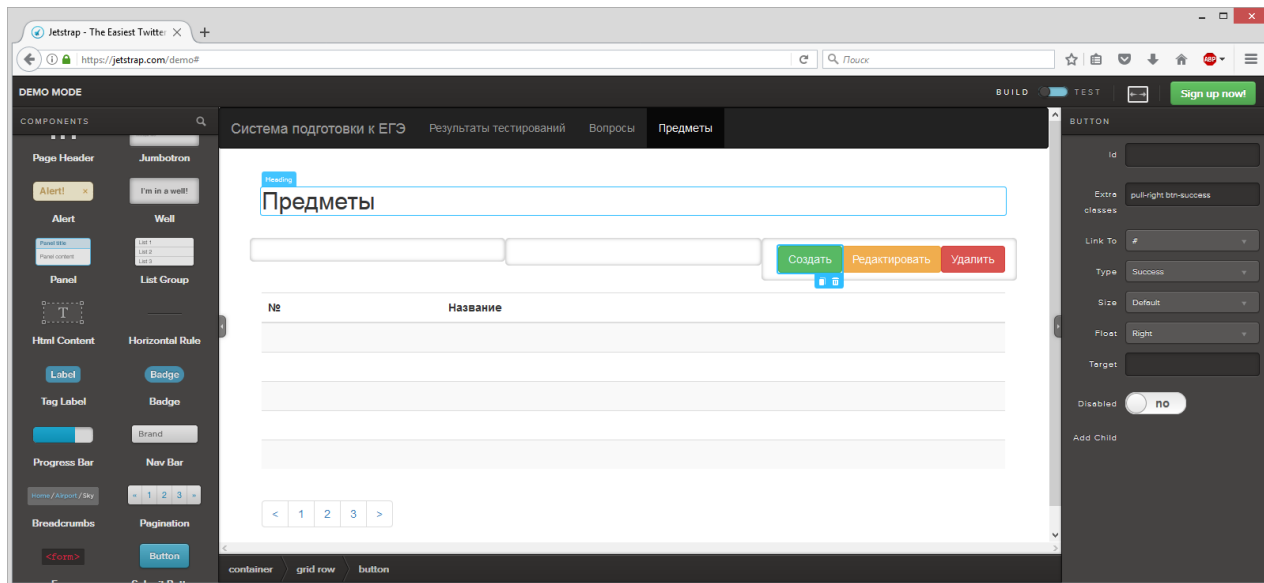 Jetstrap - The Easiest Twitter
https://jetstrap.com/demo#
Поиск
ABP
DEMO MODE
BUILD
TEST
Sign up now!
COMPONENTS
Page Header
Jumbotron
Alert! ×
I'm in a well!
Alert
Well
Panel title
Panel content
List 1
List 2
List 3
Panel
List Group
T
Html Content
Horizontal Rule
Label
Badge
Tag Label
Badge
Brand
Progress Bar
Nav Bar
Home / Airport / Sky
« 1 2 3 »
Breadcrumbs
Pagination
<form>
Button
Система подготовки к ЕГЭ
Результаты тестирований
Вопросы
Предметы
Heading
Предметы
Создать
Редактировать
Удалить
№
Название
< 1 2 3 >
container
grid row
button
BUTTON
Id
Extra classes
pull-right btn-success
Link To
#
Type
Success
Size
Default
Float
Right
Target
Disabled
no
Add Child